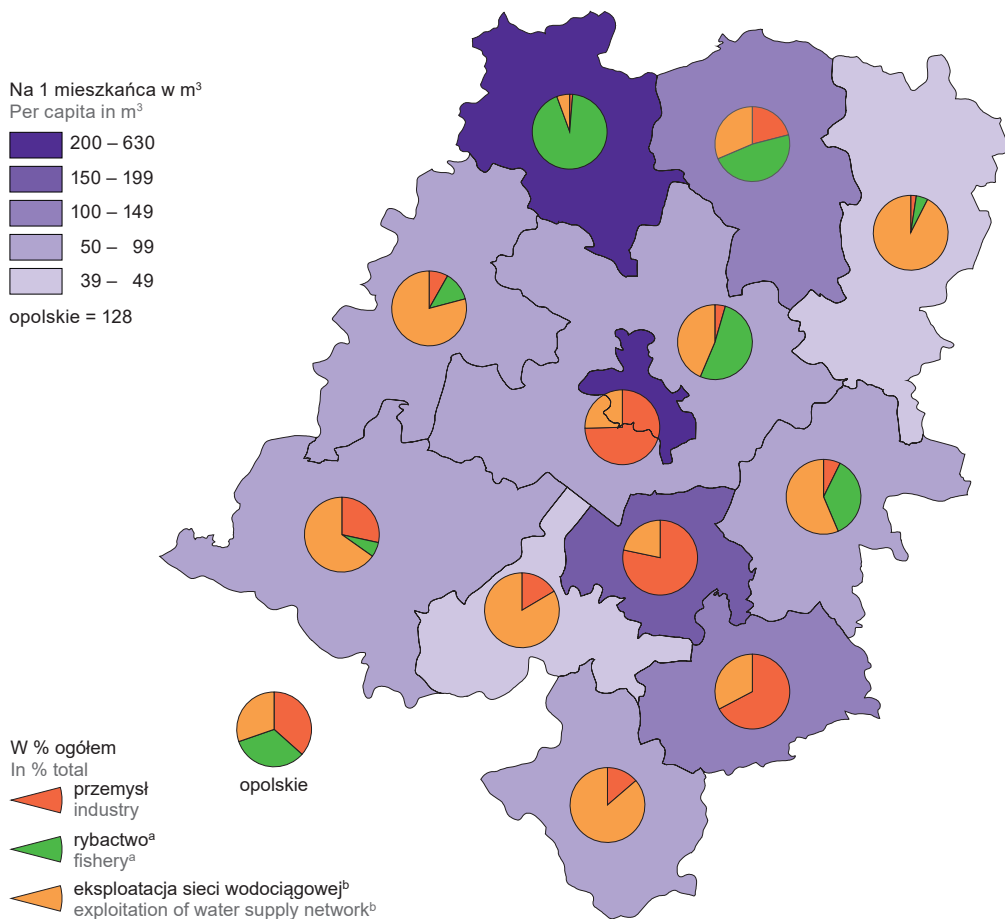 Na 1 mieszkańca w m³
Per capita in m³
200 – 630
150 – 199
100 – 149
50 – 99
39 – 49
opolskie = 128
opolskie
W % ogółem
In % total
przemysł
industry
rybactwoᵃ
fisheryᵃ
eksploatacja sieci wodociągowejᵇ
exploitation of water supply networkᵇ